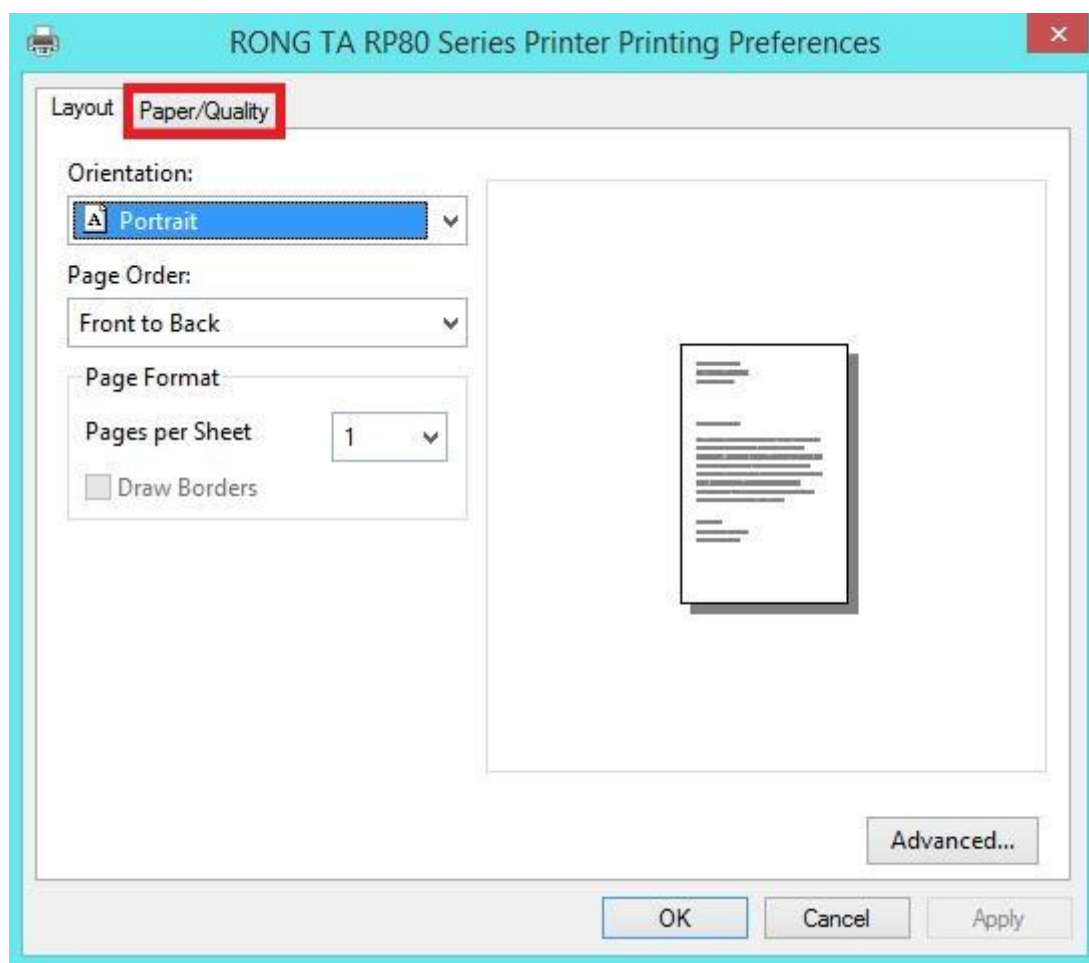 RONG TA RP80 Series Printer Printing Preferences
Layout Paper/Quality
Orientation:
A Portrait
Page Order:
Front to Back
Page Format
Pages per Sheet 1
Draw Borders
Advanced...
OK Cancel Apply